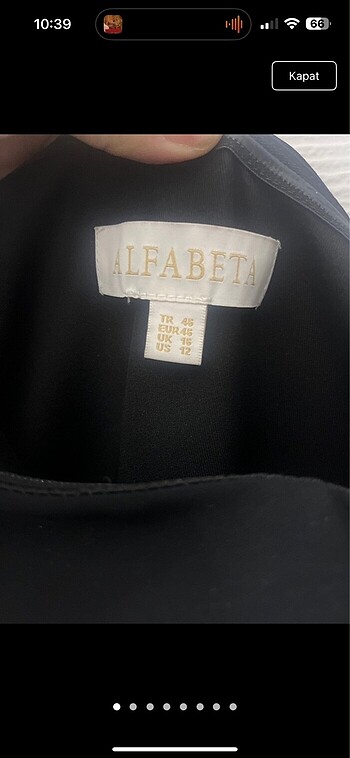 10:39
66
Kapat
ALFABETA
TR 46
EUR 46
UK 16
US 12